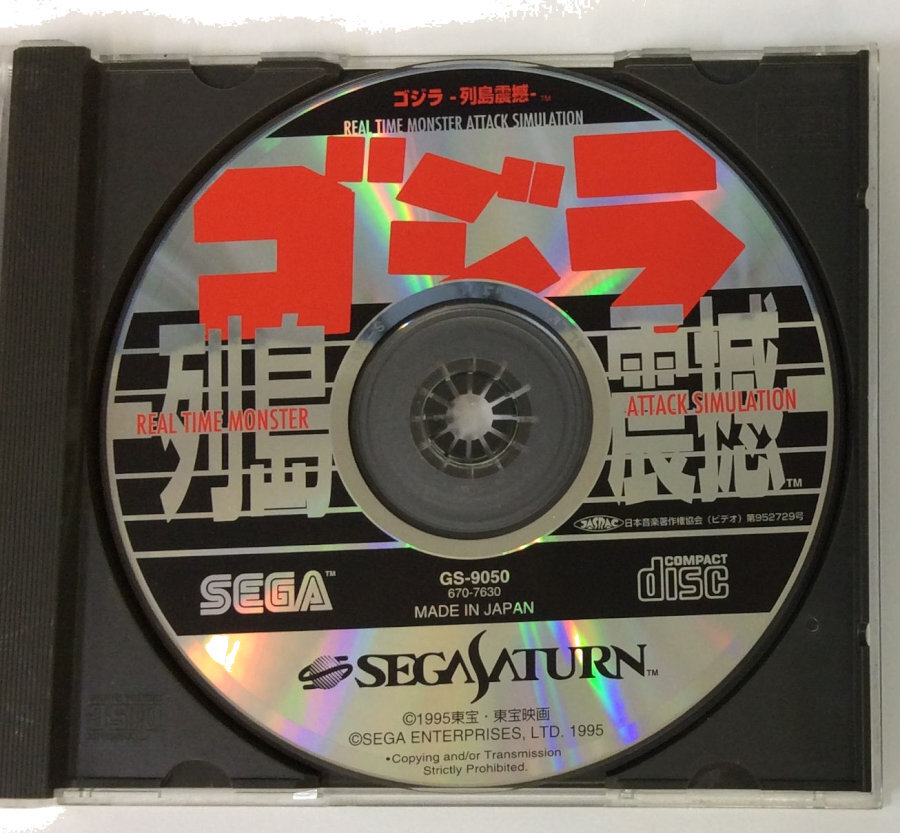 ゴジラ -列島震撼-™
REAL TIME MONSTER ATTACK SIMULATION
ゴジラ
列島 震撼™
REAL TIME MONSTER ATTACK SIMULATION
JASRAC 日本音楽著作権協会（ビデオ）第952729号
SEGA™
GS-9050
670-7630
MADE IN JAPAN
COMPACT disc
SEGA SATURN™
©1995東宝・東宝映画
©SEGA ENTERPRISES, LTD. 1995
•Copying and/or Transmission
Strictly Prohibited.